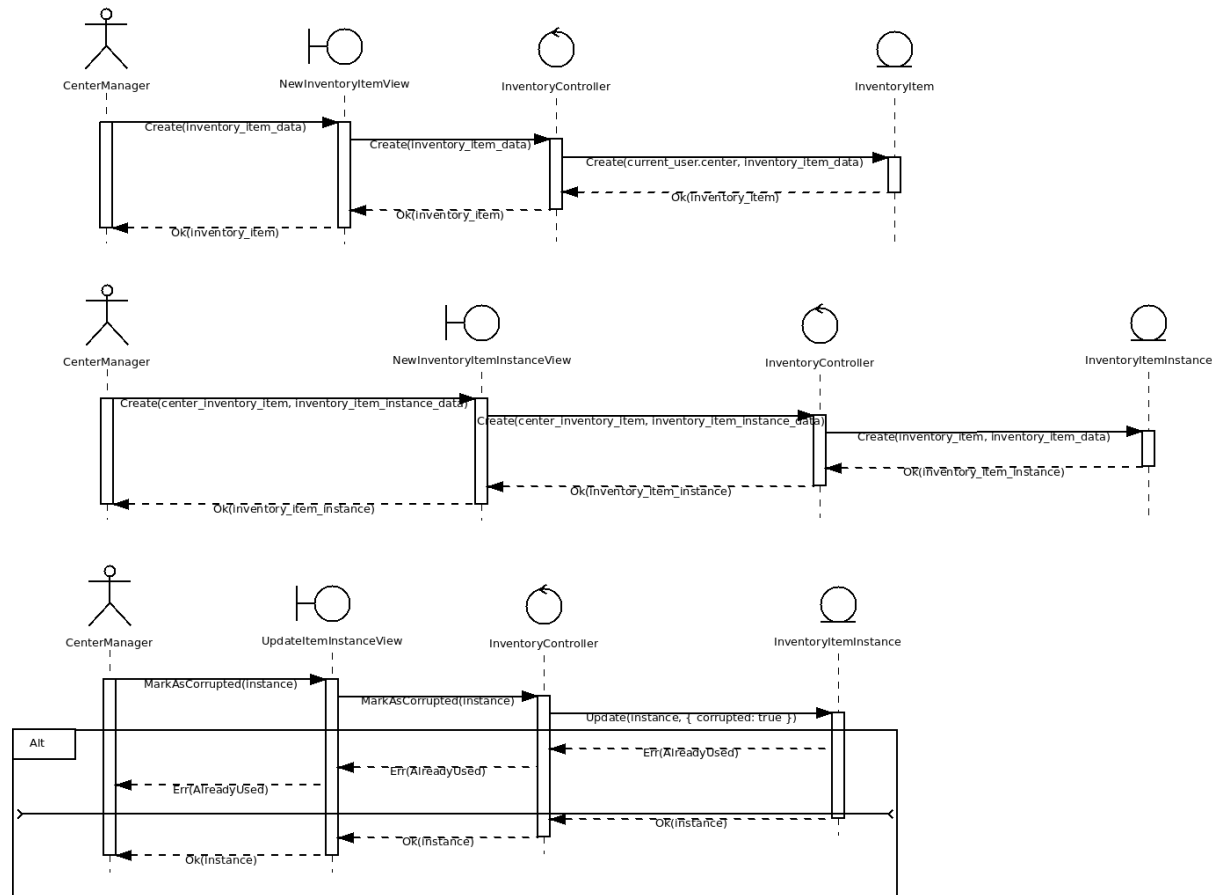 CenterManager
NewInventoryItemView
InventoryController
InventoryItem
Create(inventory_item_data)
Create(inventory_item_data)
Create(current_user.center, inventory_item_data)
Ok(inventory_item)
Ok(inventory_item)
Ok(inventory_item)
CenterManager
NewInventoryItemInstanceView
InventoryController
InventoryItemInstance
Create(center_inventory_item, inventory_item_instance_data)
Create(center_inventory_item, inventory_item_instance_data)
Create(inventory_item, inventory_item_data)
Ok(inventory_item_instance)
Ok(inventory_item_instance)
Ok(inventory_item_instance)
CenterManager
UpdateItemInstanceView
InventoryController
InventoryItemInstance
MarkAsCorrupted(instance)
MarkAsCorrupted(instance)
Update(instance, { corrupted: true })
Alt
Err(AlreadyUsed)
Err(AlreadyUsed)
Err(AlreadyUsed)
Ok(instance)
Ok(instance)
Ok(instance)